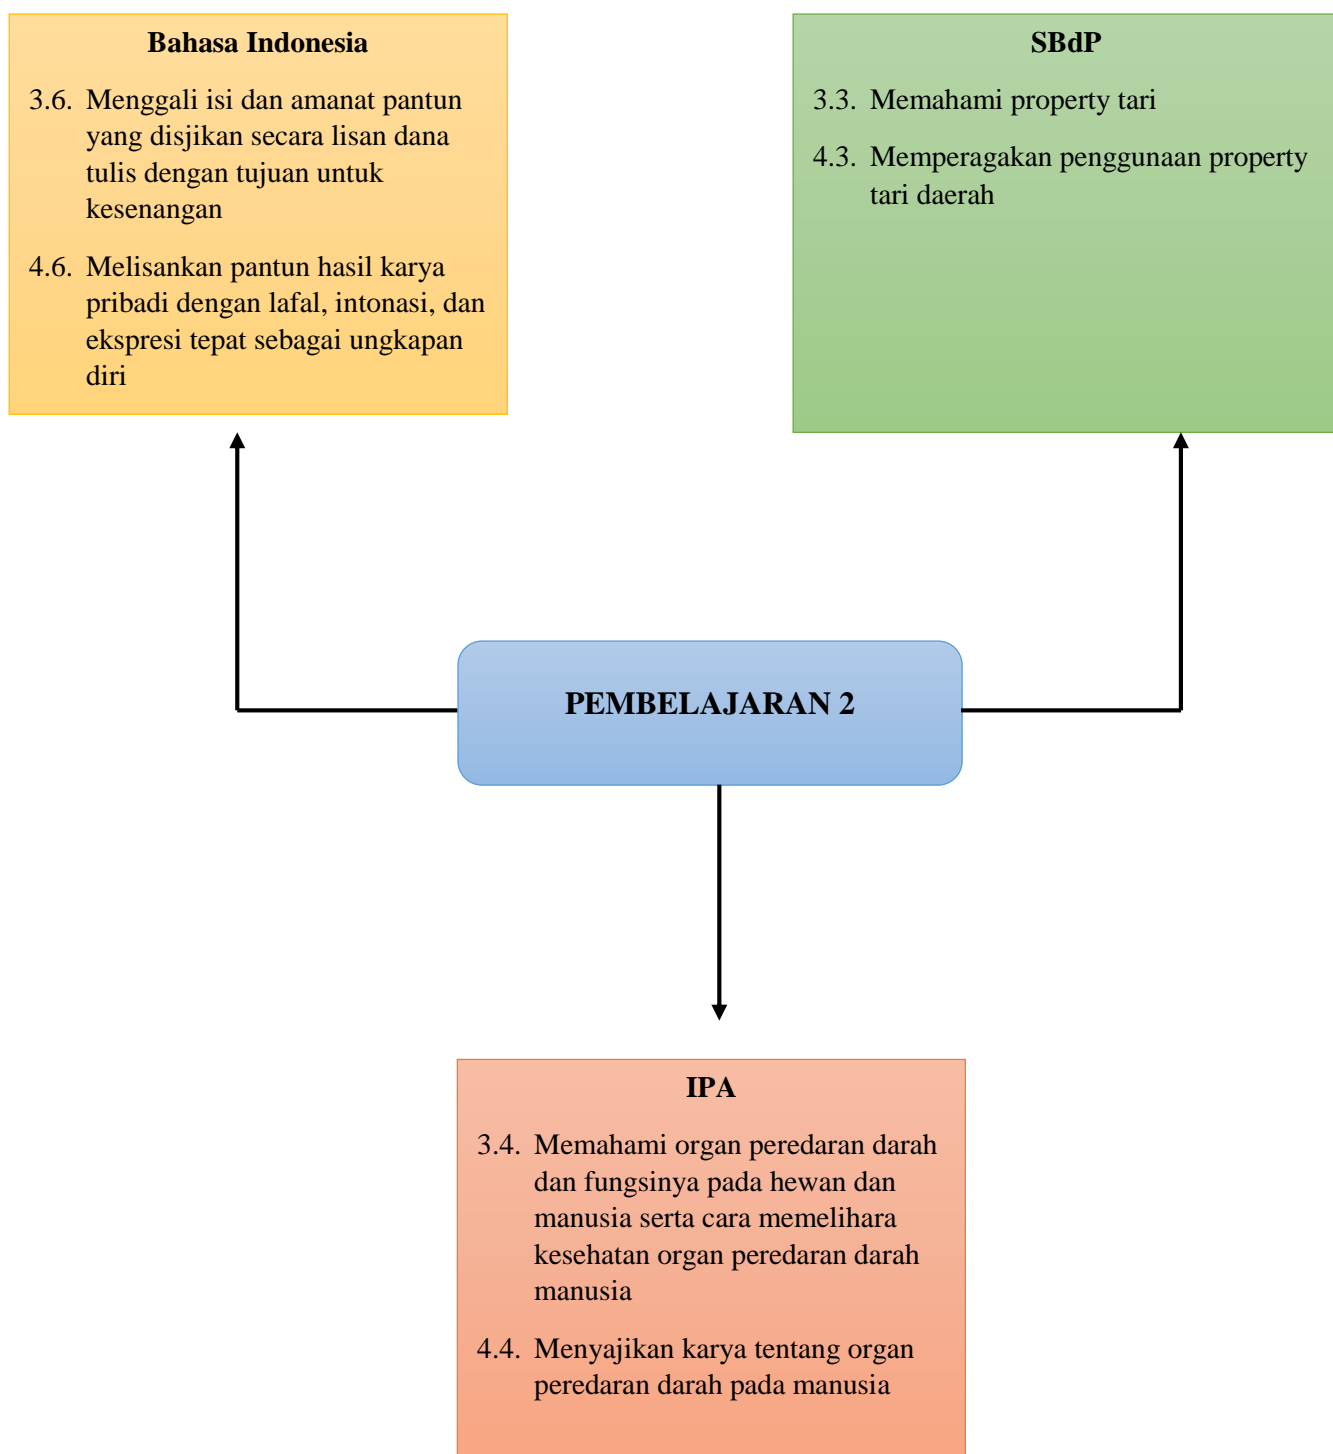 Bahasa Indonesia
3.6. Menggali isi dan amanat pantun
yang disjikan secara lisan dana
tulis dengan tujuan untuk
kesenangan
4.6. Melisankan pantun hasil karya
pribadi dengan lafal, intonasi, dan
ekspresi tepat sebagai ungkapan
diri
SBdP
3.3. Memahami property tari
4.3. Memperagakan penggunaan property
tari daerah
PEMBELAJARAN 2
IPA
3.4. Memahami organ peredaran darah
dan fungsinya pada hewan dan
manusia serta cara memelihara
kesehatan organ peredaran darah
manusia
4.4. Menyajikan karya tentang organ
peredaran darah pada manusia